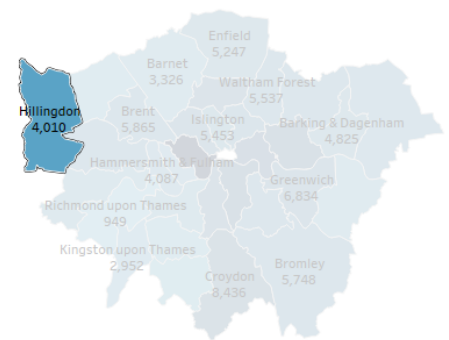 Enfield
5,247
Barnet
3,326
Waltham Forest
5,537
Hillingdon
4,010
Brent
5,865
Islington
5,453
Barking & Dagenham
4,825
Hammersmith & Fulham
4,087
Greenwich
6,834
Richmond upon Thames
949
Kingston upon Thames
2,952
Croydon
8,436
Bromley
5,748